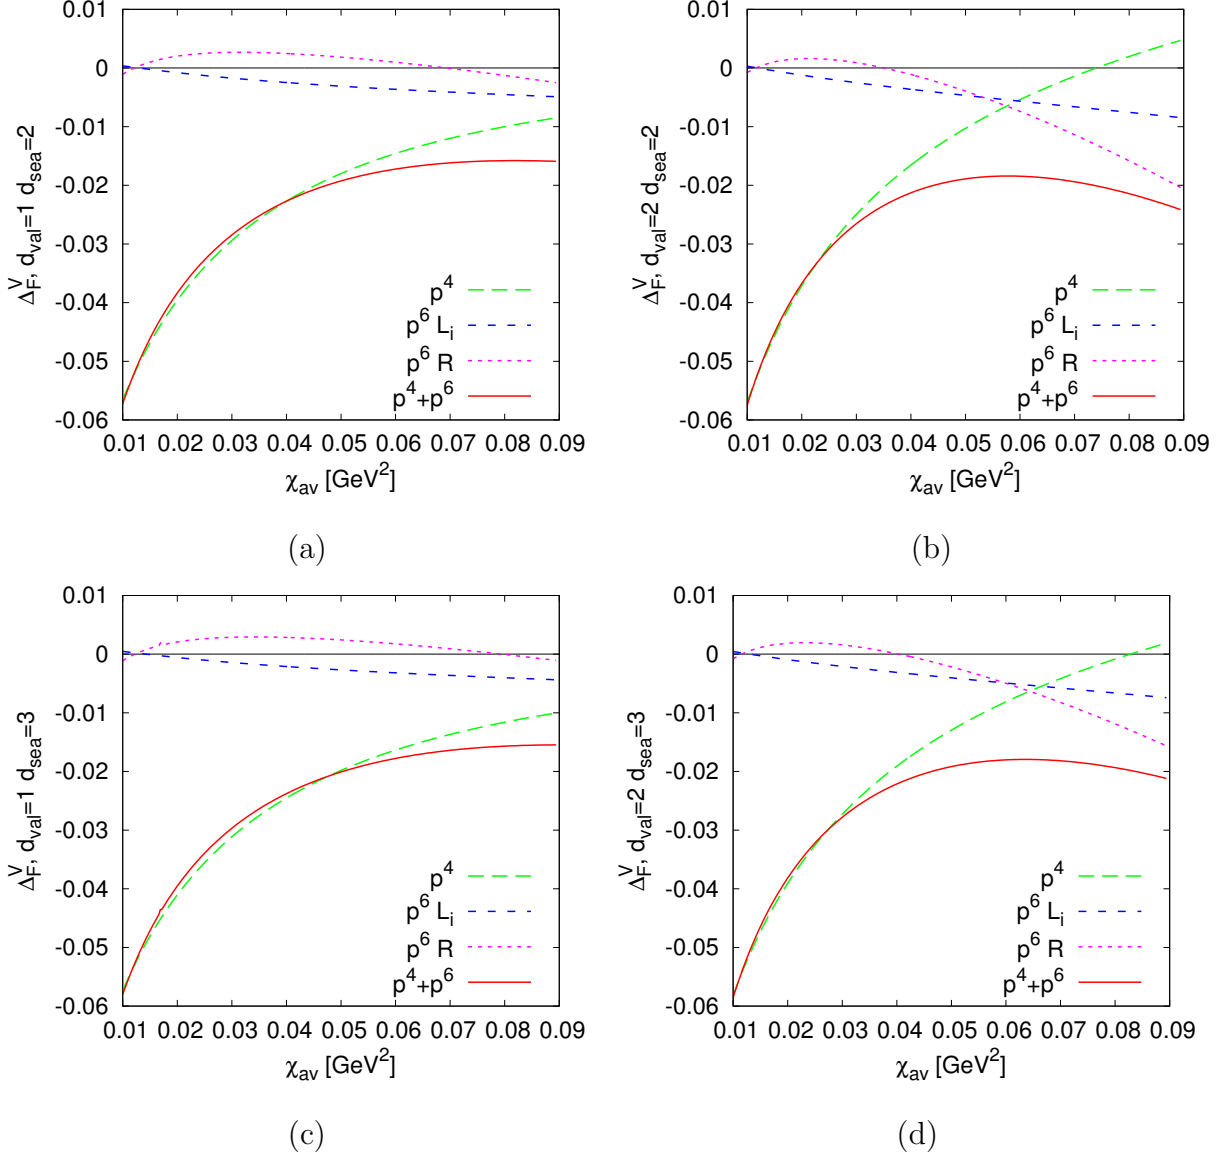 0.01
0
-0.01
-0.02
-0.03
-0.04
-0.05
-0.06
0.01 0.02 0.03 0.04 0.05 0.06 0.07 0.08 0.09
Δ_F^V, d_val=1 d_sea=2
χ_av [GeV^2]
p^4
p^6 L_i
p^6 R
p^4+p^6
(a)
0.01
0
-0.01
-0.02
-0.03
-0.04
-0.05
-0.06
0.01 0.02 0.03 0.04 0.05 0.06 0.07 0.08 0.09
Δ_F^V, d_val=2 d_sea=2
χ_av [GeV^2]
p^4
p^6 L_i
p^6 R
p^4+p^6
(b)
0.01
0
-0.01
-0.02
-0.03
-0.04
-0.05
-0.06
0.01 0.02 0.03 0.04 0.05 0.06 0.07 0.08 0.09
Δ_F^V, d_val=1 d_sea=3
χ_av [GeV^2]
p^4
p^6 L_i
p^6 R
p^4+p^6
(c)
0.01
0
-0.01
-0.02
-0.03
-0.04
-0.05
-0.06
0.01 0.02 0.03 0.04 0.05 0.06 0.07 0.08 0.09
Δ_F^V, d_val=2 d_sea=3
χ_av [GeV^2]
p^4
p^6 L_i
p^6 R
p^4+p^6
(d)